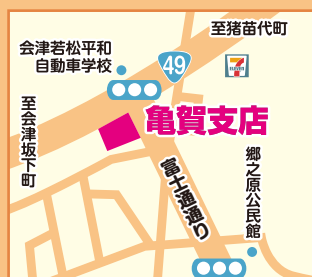 至猪苗代町
会津若松平和
自動車学校
49
7
ELEVEN
亀賀支店
至会津坂下町
富士通通り
郷之原公民館